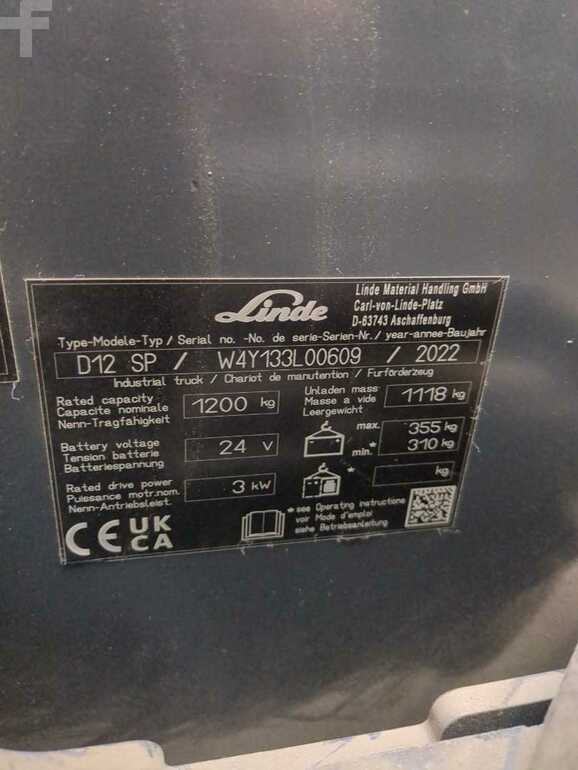 Linde
Linde Material Handling GmbH
Carl-von-Linde-Platz
D-63743 Aschaffenburg
Type-Modele-Typ / Serial no. -No. de serie-Serien-Nr. / year-annee-Baujahr
D12 SP / W4Y133L00609 / 2022
Industrial truck / Chariot de manutention / Furförderzeug
Rated capacity
Capacite nominale
Nenn-Tragfähigkeit
1200 kg
Unladen mass
Masse a vide
Leergewicht
1118 kg
Battery voltage
Tension batterie
Batteriespannung
24 V
max. 355 kg
min.* 310 kg
Rated drive power
Puissance motr.nom.
Nenn-Antriebsleist.
3 kW
* kg
CE UK
CA
* see Operating instructions
voir Mode d'emploi
siehe Betriebsanleitung